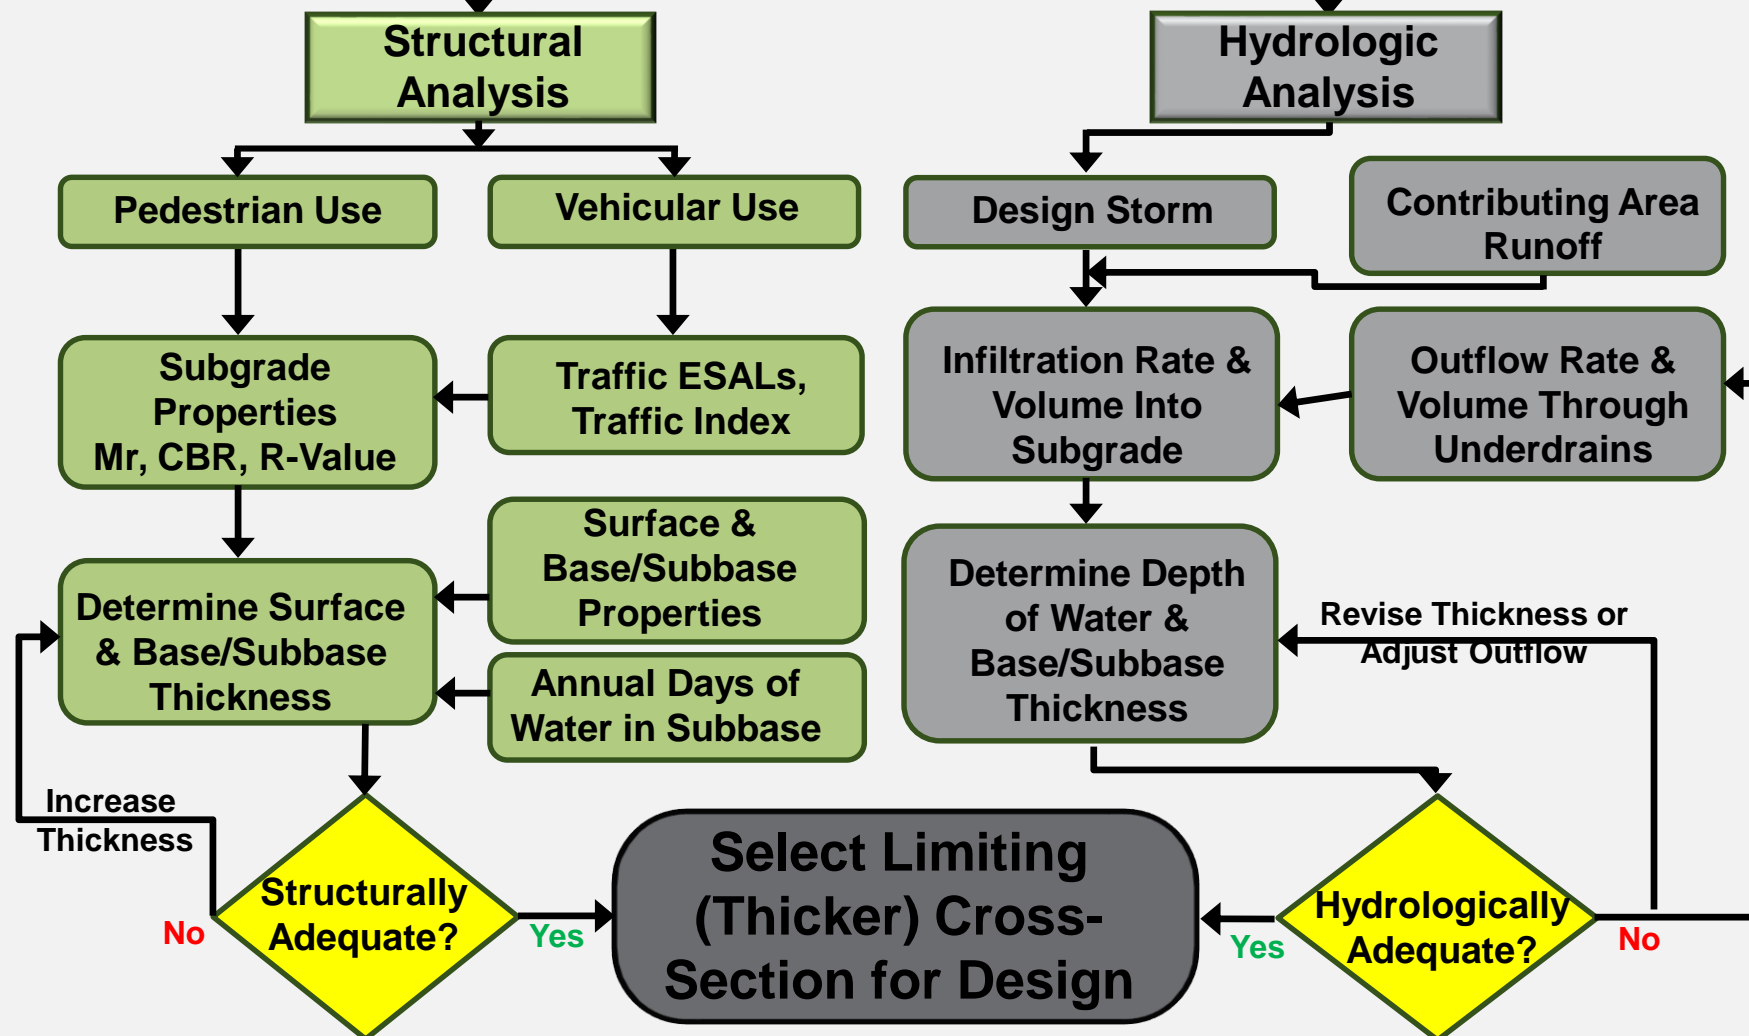 Structural
Analysis
Hydrologic
Analysis
Pedestrian Use
Vehicular Use
Design Storm
Contributing Area
Runoff
Subgrade
Properties
Mr, CBR, R-Value
Traffic ESALs,
Traffic Index
Infiltration Rate &
Volume Into
Subgrade
Outflow Rate &
Volume Through
Underdrains
Surface &
Base/Subbase
Properties
Determine Surface
& Base/Subbase
Thickness
Annual Days of
Water in Subbase
Determine Depth
of Water &
Base/Subbase
Thickness
Revise Thickness or
Adjust Outflow
Increase
Thickness
Structurally
Adequate?
No
Yes
Select Limiting
(Thicker) Cross-
Section for Design
Hydrologically
Adequate?
Yes
No